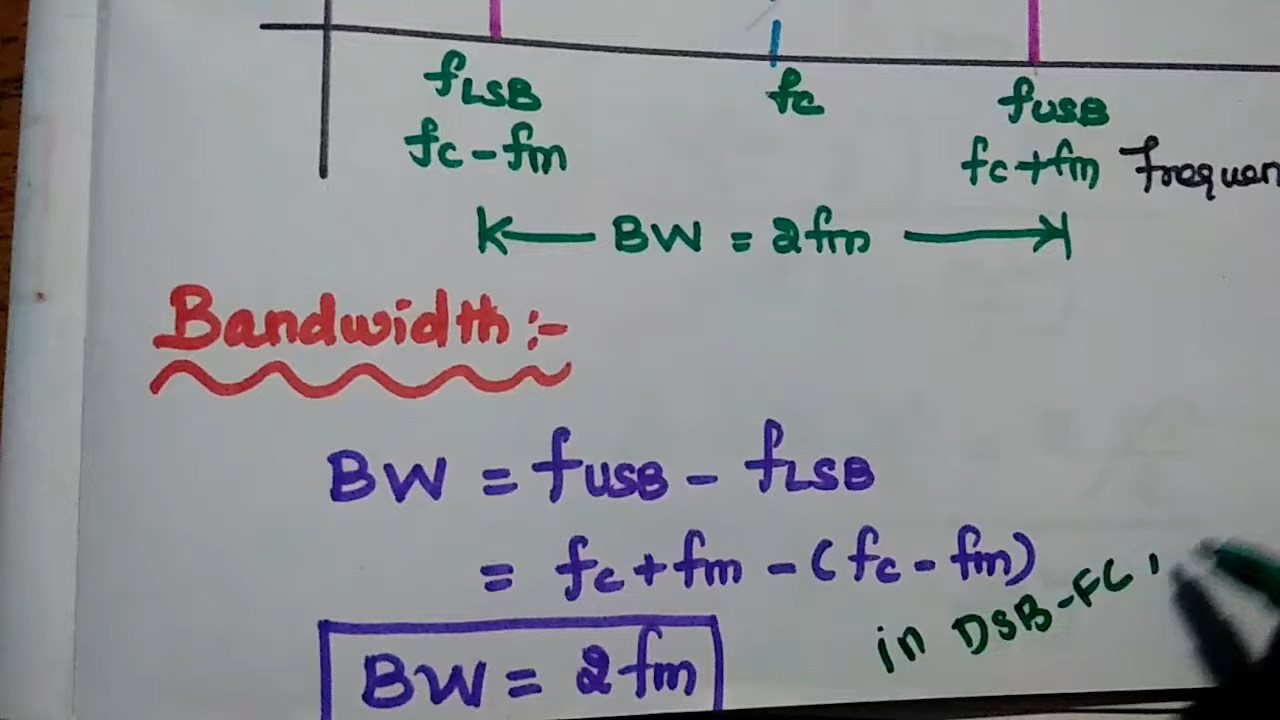 fLSB fc fUSB
fc-fm fc+fm Frequen
BW = 2fm
Bandwidth :-
BW = fUSB - fLSB
= fc+fm - (fc-fm)
in DSB-FC
BW = 2fm